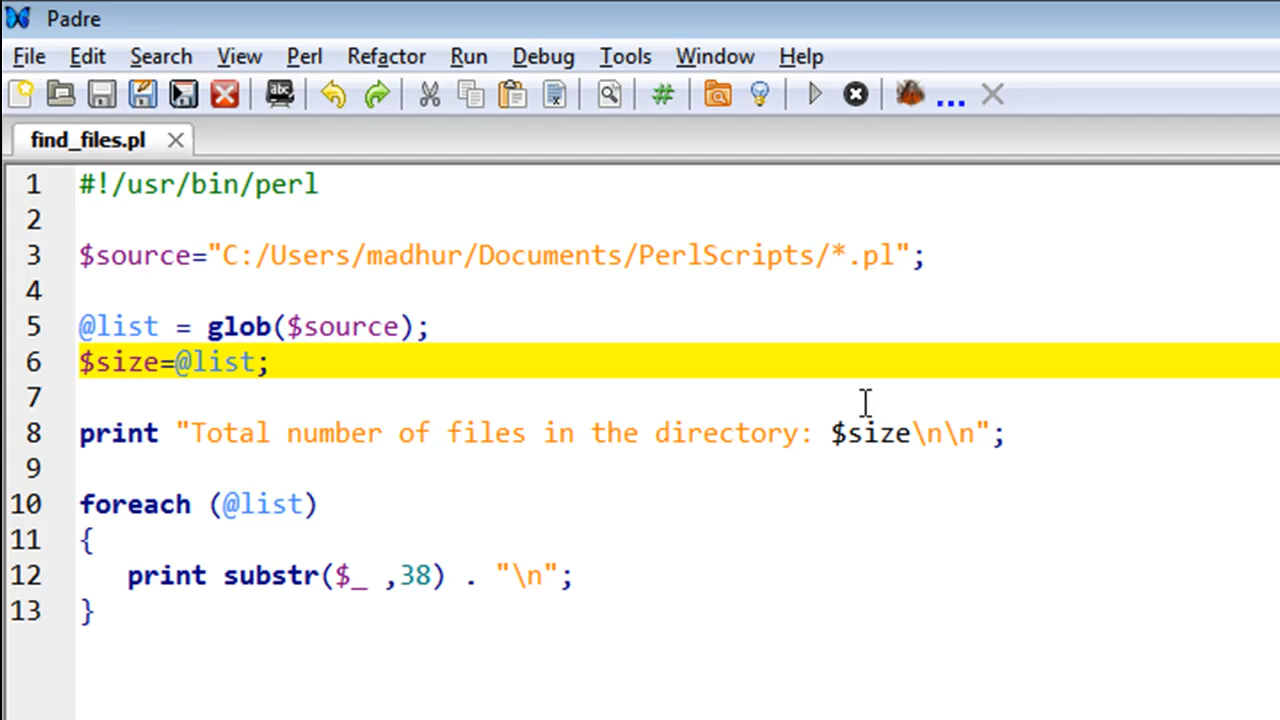 Padre
File Edit Search View Perl Refactor Run Debug Tools Window Help
abc
find_files.pl
1 #!/usr/bin/perl
2
3 $source="C:/Users/madhur/Documents/PerlScripts/*.pl";
4
5 @list = glob($source);
6 $size=@list;
7
8 print "Total number of files in the directory: $size\n\n";
9
10 foreach (@list)
11 {
12    print substr($_ ,38) . "\n";
13 }